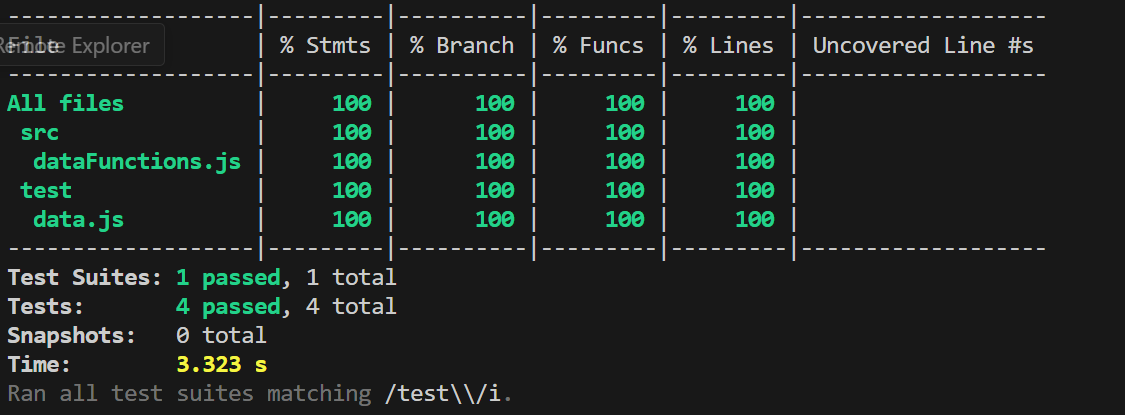 -------------------|---------|----------|---------|---------|-------------------
File | % Stmts | % Branch | % Funcs | % Lines | Uncovered Line #s
-------------------|---------|----------|---------|---------|-------------------
All files | 100 | 100 | 100 | 100 |
src | 100 | 100 | 100 | 100 |
dataFunctions.js | 100 | 100 | 100 | 100 |
test | 100 | 100 | 100 | 100 |
data.js | 100 | 100 | 100 | 100 |
-------------------|---------|----------|---------|---------|-------------------
Test Suites: 1 passed, 1 total
Tests: 4 passed, 4 total
Snapshots: 0 total
Time: 3.323 s
Ran all test suites matching /test\\/i.
Remote Explorer